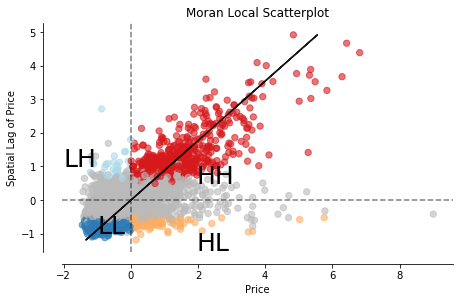 Moran Local Scatterplot
5
4
3
2
1
0
−1
Spatial Lag of Price
LH
HH
LL
HL
−2 0 2 4 6 8
Price